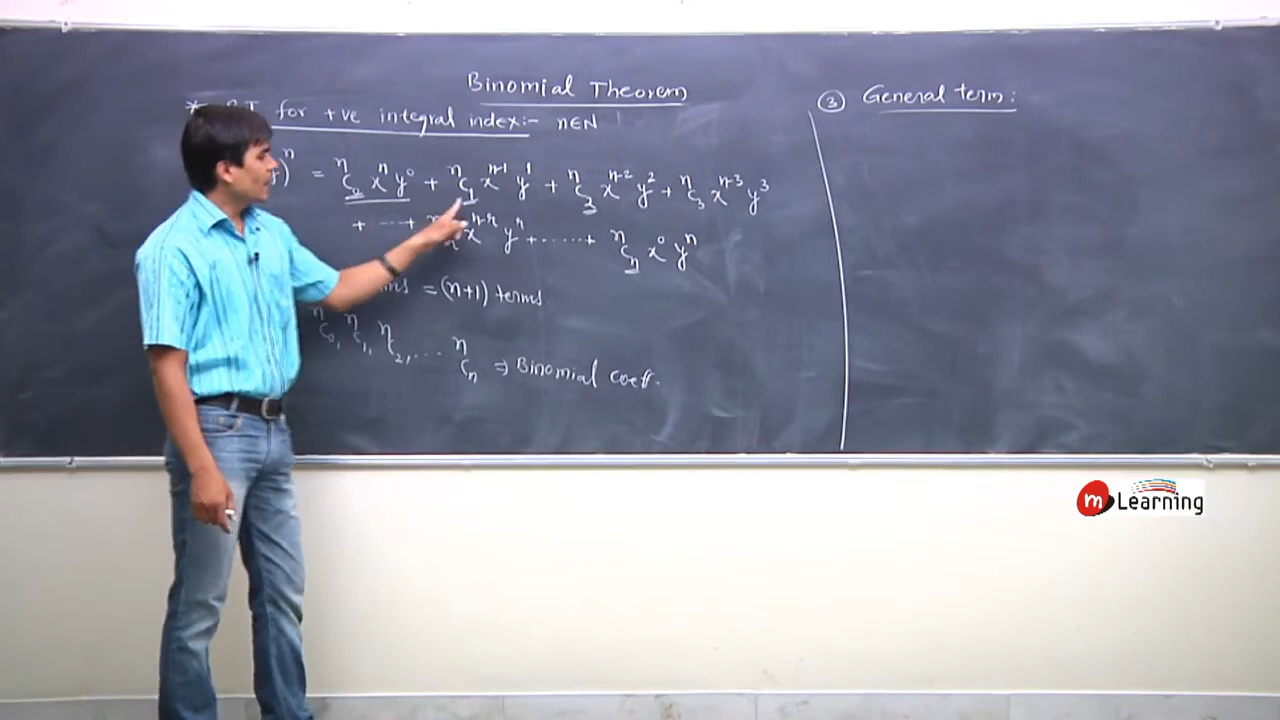 Binomial Theorem
* B.T for +ve integral index:- n∈N
)ⁿ = ⁿC₀ xⁿ y⁰ + ⁿC₁ xⁿ⁻¹ y¹ + ⁿC₂ xⁿ⁻² y² + ⁿC₃ xⁿ⁻³ y³
+ ....+ xⁿ⁻ʳ yʳ + ......+ ⁿCₙ x⁰ yⁿ
= (n+1) terms
ⁿC₀, ⁿC₁, ⁿC₂, ... ⁿCₙ ⇒ Binomial coeff.
③ General term:
m Learning